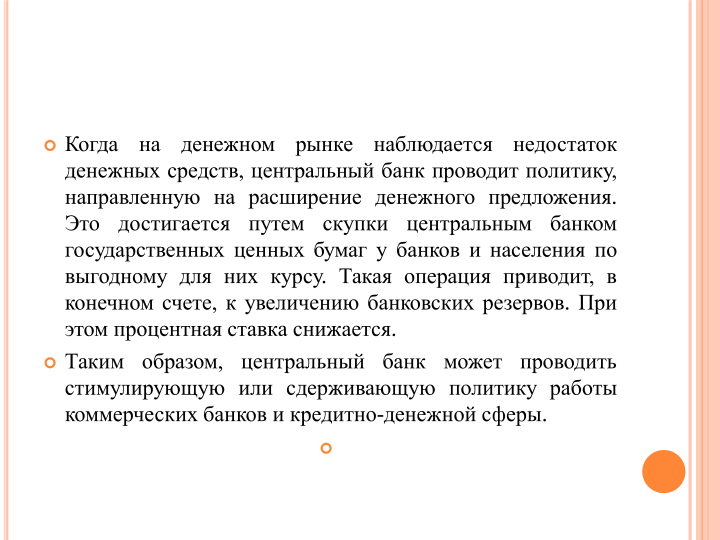 Когда на денежном рынке наблюдается недостаток
денежных средств, центральный банк проводит политику,
направленную на расширение денежного предложения.
Это достигается путем скупки центральным банком
государственных ценных бумаг у банков и населения по
выгодному для них курсу. Такая операция приводит, в
конечном счете, к увеличению банковских резервов. При
этом процентная ставка снижается.
Таким образом, центральный банк может проводить
стимулирующую или сдерживающую политику работы
коммерческих банков и кредитно-денежной сферы.